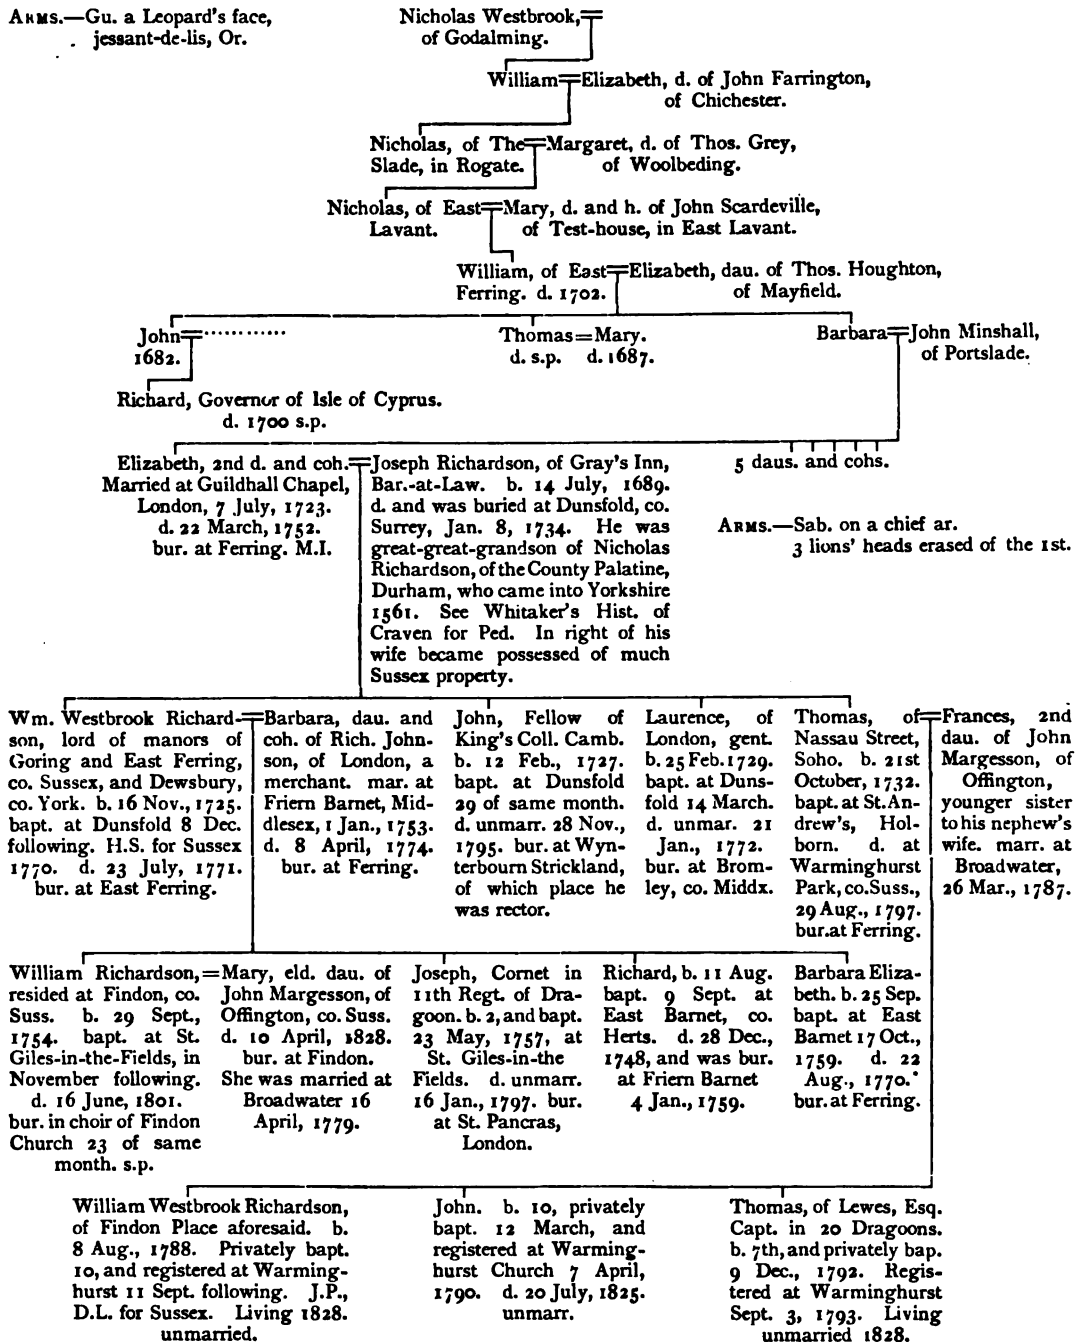 ARMS.—Gu. a Leopard's face,
jessant-de-lis, Or.
Nicholas Westbrook,
of Godalming.
William=Elizabeth, d. of John Farrington,
of Chichester.
Nicholas, of The=Margaret, d. of Thos. Grey,
Slade, in Rogate. of Woolbeding.
Nicholas, of East=Mary, d. and h. of John Scardeville,
Lavant. of Test-house, in East Lavant.
William, of East=Elizabeth, dau. of Thos. Houghton,
Ferring. d. 1702. of Mayfield.
John=............
1682.
Thomas=Mary.
d. s.p. d. 1687.
Barbara=John Minshall,
of Portslade.
Richard, Governor of Isle of Cyprus.
d. 1700 s.p.
Elizabeth, 2nd d. and coh.
Married at Guildhall Chapel,
London, 7 July, 1723.
d. 22 March, 1752.
bur. at Ferring. M.I.
=Joseph Richardson, of Gray's Inn,
Bar.-at-Law. b. 14 July, 1689.
d. and was buried at Dunsfold, co.
Surrey, Jan. 8, 1734. He was
great-great-grandson of Nicholas
Richardson, of the County Palatine,
Durham, who came into Yorkshire
1561. See Whitaker's Hist. of
Craven for Ped. In right of his
wife became possessed of much
Sussex property.
5 daus. and cohs.
ARMS.—Sab. on a chief ar.
3 lions' heads erased of the 1st.
Wm. Westbrook Richard-
son, lord of manors of
Goring and East Ferring,
co. Sussex, and Dewsbury,
co. York. b. 16 Nov., 1725.
bapt. at Dunsfold 8 Dec.
following. H.S. for Sussex
1770. d. 23 July, 1771.
bur. at East Ferring.
=Barbara, dau. and
coh. of Rich. John-
son, of London, a
merchant. mar. at
Friern Barnet, Mid-
dlesex, 1 Jan., 1753.
d. 8 April, 1774.
bur. at Ferring.
John, Fellow of
King's Coll. Camb.
b. 12 Feb., 1727.
bapt. at Dunsfold
29 of same month.
d. unmarr. 28 Nov.,
1795. bur. at Wyn-
terbourn Strickland,
of which place he
was rector.
Laurence, of
London, gent.
b. 25 Feb. 1729.
bapt. at Duns-
fold 14 March.
d. unmar. 21
Jan., 1772.
bur. at Brom-
ley, co. Middx.
Thomas, of
Nassau Street,
Soho. b. 21st
October, 1732.
bapt. at St. An-
drew's, Hol-
born. d. at
Warminghurst
Park, co. Suss.,
29 Aug., 1797.
bur. at Ferring.
=Frances, 2nd
dau. of John
Margesson, of
Offington,
younger sister
to his nephew's
wife. marr. at
Broadwater,
26 Mar., 1787.
William Richardson,
resided at Findon, co.
Suss. b. 29 Sept.,
1754. bapt. at St.
Giles-in-the-Fields, in
November following.
d. 16 June, 1801.
bur. in choir of Findon
Church 23 of same
month. s.p.
=Mary, eld. dau. of
John Margesson, of
Offington, co. Suss.
d. 10 April, 1828.
bur. at Findon.
She was married at
Broadwater 16
April, 1779.
Joseph, Cornet in
11th Regt. of Dra-
goon. b. 2, and bapt.
23 May, 1757, at
St. Giles-in-the
Fields. d. unmarr.
16 Jan., 1797. bur.
at St. Pancras,
London.
Richard, b. 11 Aug.
bapt. 9 Sept. at
East Barnet, co.
Herts. d. 28 Dec.,
1748, and was bur.
at Friern Barnet
4 Jan., 1759.
Barbara Eliza-
beth. b. 25 Sep.
bapt. at East
Barnet 17 Oct.,
1759. d. 22
Aug., 1770.
bur. at Ferring.
William Westbrook Richardson,
of Findon Place aforesaid. b.
8 Aug., 1788. Privately bapt.
10, and registered at Warming-
hurst 11 Sept. following. J.P.,
D.L. for Sussex. Living 1828.
unmarried.
John. b. 10, privately
bapt. 12 March, and
registered at Warming-
hurst Church 7 April,
1790. d. 20 July, 1825.
unmarr.
Thomas, of Lewes, Esq.
Capt. in 20 Dragoons.
b. 7th, and privately bap.
9 Dec., 1792. Regis-
tered at Warminghurst
Sept. 3, 1793. Living
unmarried 1828.